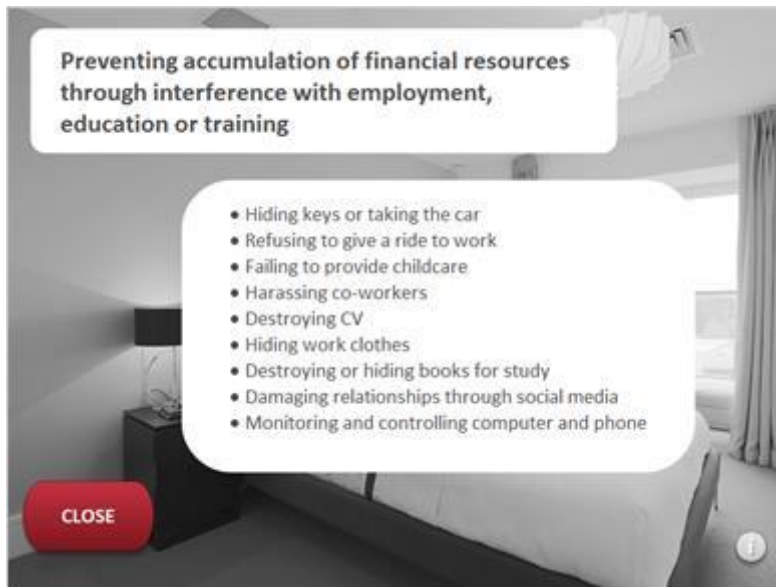 Preventing accumulation of financial resources
through interference with employment,
education or training
• Hiding keys or taking the car
• Refusing to give a ride to work
• Failing to provide childcare
• Harassing co-workers
• Destroying CV
• Hiding work clothes
• Destroying or hiding books for study
• Damaging relationships through social media
• Monitoring and controlling computer and phone
CLOSE
i